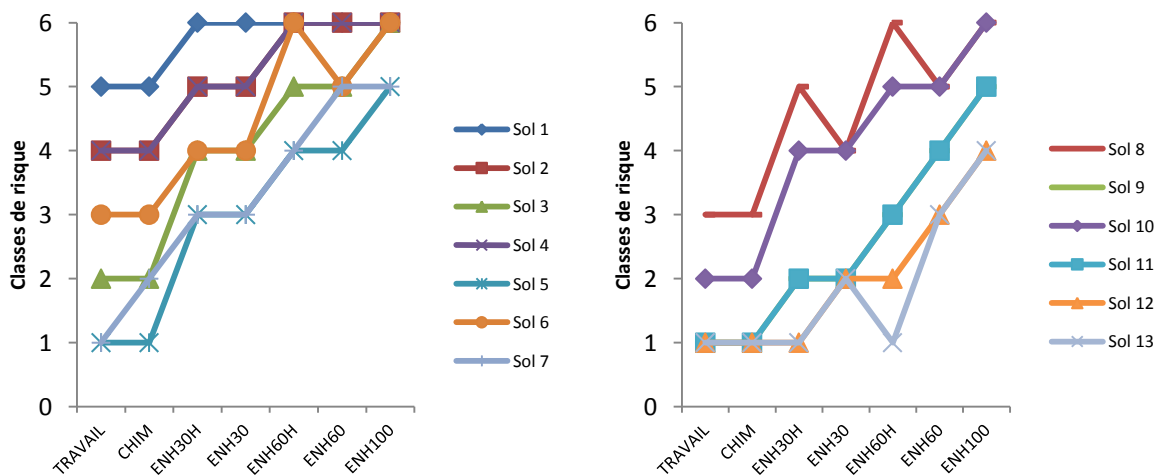 Classes de risque
6
5
4
3
2
1
0
TRAVAIL
CHIM
ENH30H
ENH30
ENH60H
ENH60
ENH100
Sol 1
Sol 2
Sol 3
Sol 4
Sol 5
Sol 6
Sol 7
Classes de risque
6
5
4
3
2
1
0
TRAVAIL
CHIM
ENH30H
ENH30
ENH60H
ENH60
ENH100
Sol 8
Sol 9
Sol 10
Sol 11
Sol 12
Sol 13